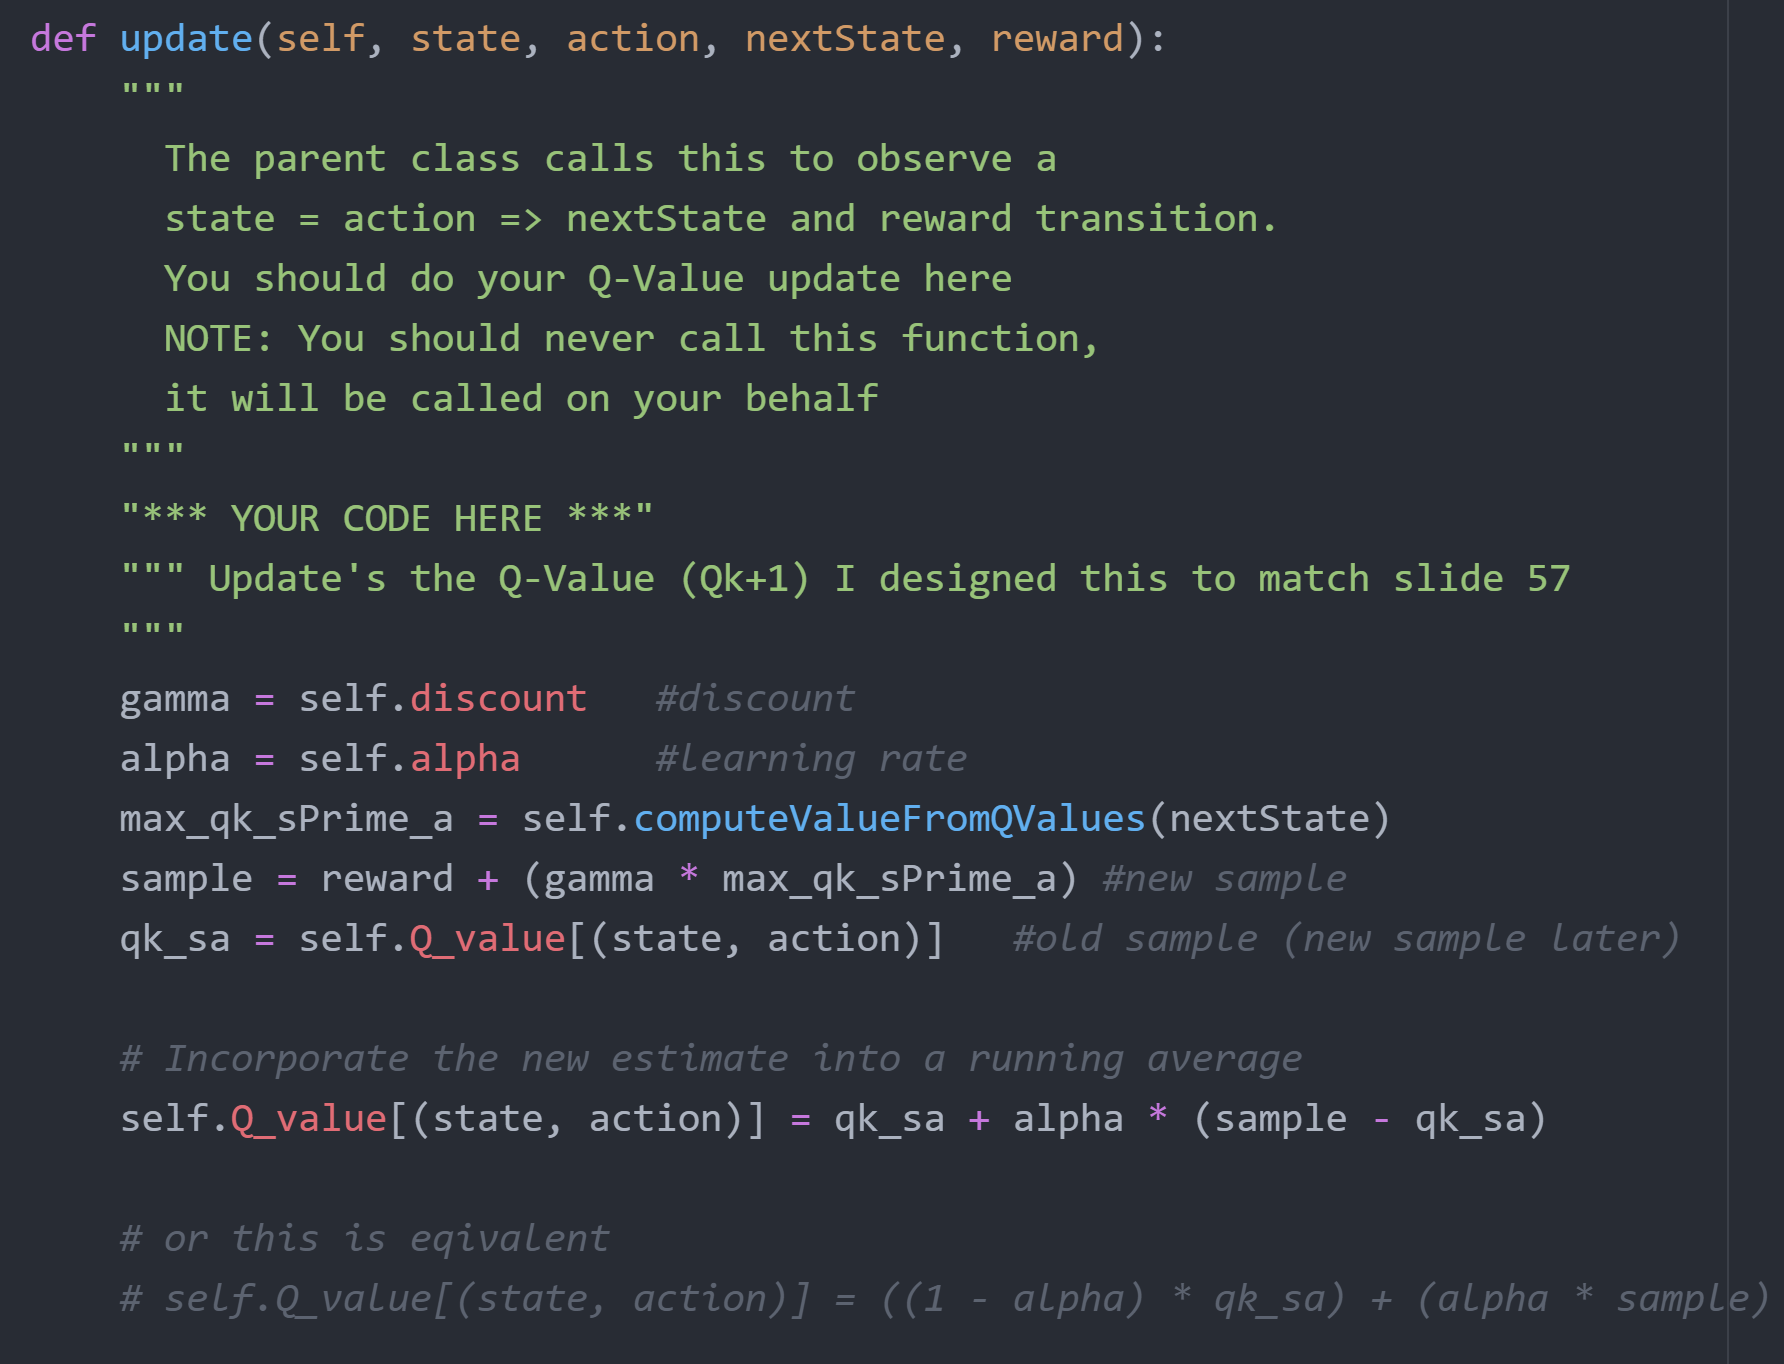 def update(self, state, action, nextState, reward):
"""
The parent class calls this to observe a
state = action => nextState and reward transition.
You should do your Q-Value update here
NOTE: You should never call this function,
it will be called on your behalf
"""
"*** YOUR CODE HERE ***"
""" Update's the Q-Value (Qk+1) I designed this to match slide 57
"""
gamma = self.discount   #discount
alpha = self.alpha      #learning rate
max_qk_sPrime_a = self.computeValueFromQValues(nextState)
sample = reward + (gamma * max_qk_sPrime_a) #new sample
qk_sa = self.Q_value[(state, action)]   #old sample (new sample later)
# Incorporate the new estimate into a running average
self.Q_value[(state, action)] = qk_sa + alpha * (sample - qk_sa)
# or this is eqivalent
# self.Q_value[(state, action)] = ((1 - alpha) * qk_sa) + (alpha * sample)